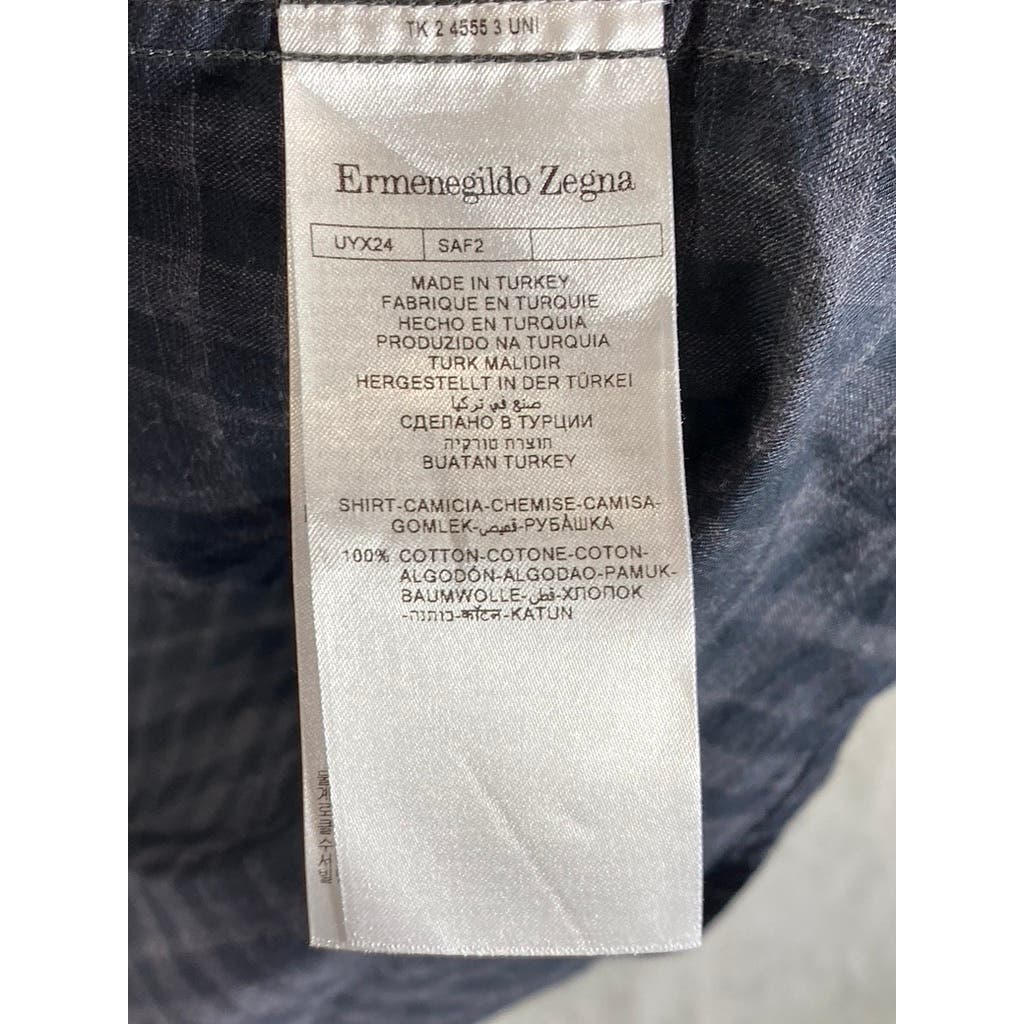 TK 2 4555 3 UNI
Ermenegildo Zegna
UYX24 SAF2
MADE IN TURKEY
FABRIQUE EN TURQUIE
HECHO EN TURQUIA
PRODUZIDO NA TURQUIA
TURK MALIDIR
HERGESTELLT IN DER TÜRKEI
صنع في تركيا
СДЕЛАНО В ТУРЦИИ
תוצרת טורקיה
BUATAN TURKEY
SHIRT-CAMICIA-CHEMISE-CAMISA-
GOMLEK-قميص-РУБАШКА
100% COTTON-COTONE-COTON-
ALGODÓN-ALGODAO-PAMUK-
BAUMWOLLE-قطن-ХЛОПОК
-כותנה-कॉटन-KATUN